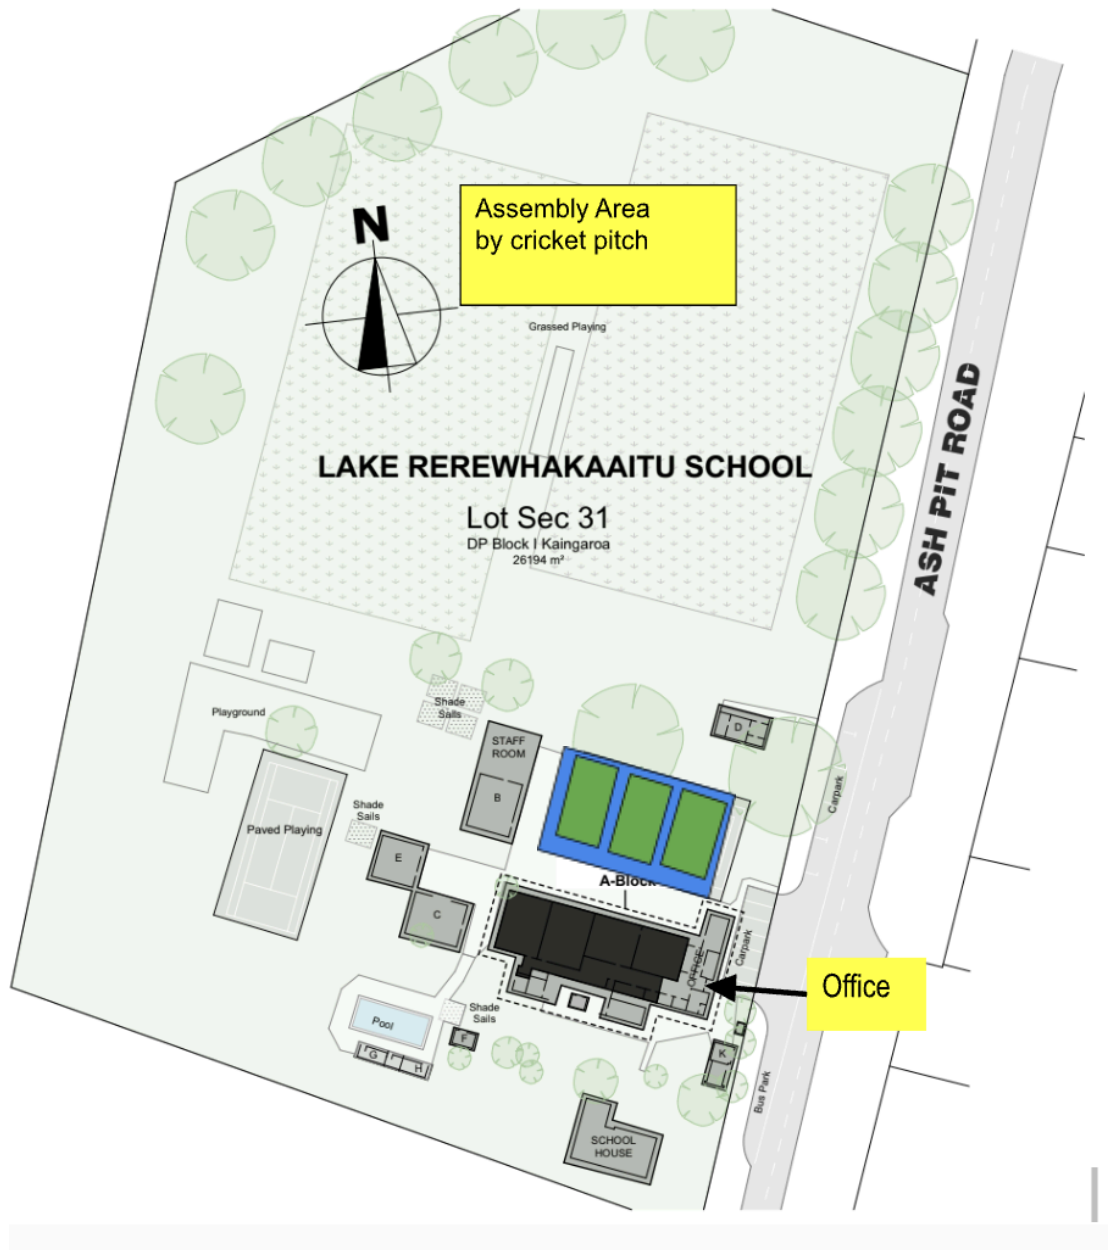 Assembly Area
by cricket pitch
N
Grassed Playing
LAKE REREWHAKAAITU SCHOOL
Lot Sec 31
DP Block I Kaingaroa
26194 m²
ASH PIT ROAD
Playground
Shade
Sails
STAFF
ROOM
B
D
Carpark
Shade
Sails
Paved Playing
E
C
A-Block
OFFICE
Carpark
Office
Pool
Shade
Sails
F
G
H
K
Bus Park
SCHOOL
HOUSE